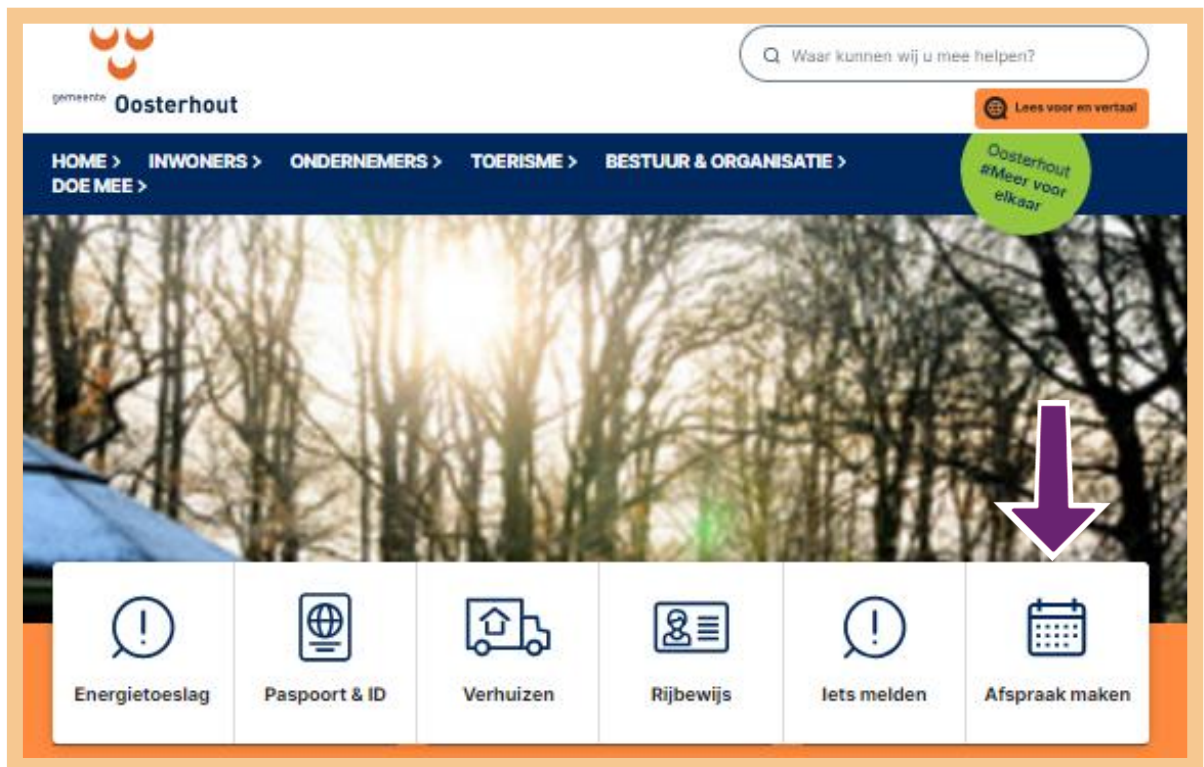 Waar kunnen wij u mee helpen?
gemeente Oosterhout
Lees voor en vertaal
HOME > INWONERS > ONDERNEMERS > TOERISME > BESTUUR & ORGANISATIE >
DOE MEE >
Oosterhout
#Meer voor
elkaar
Energietoeslag Paspoort & ID Verhuizen Rijbewijs Iets melden Afspraak maken